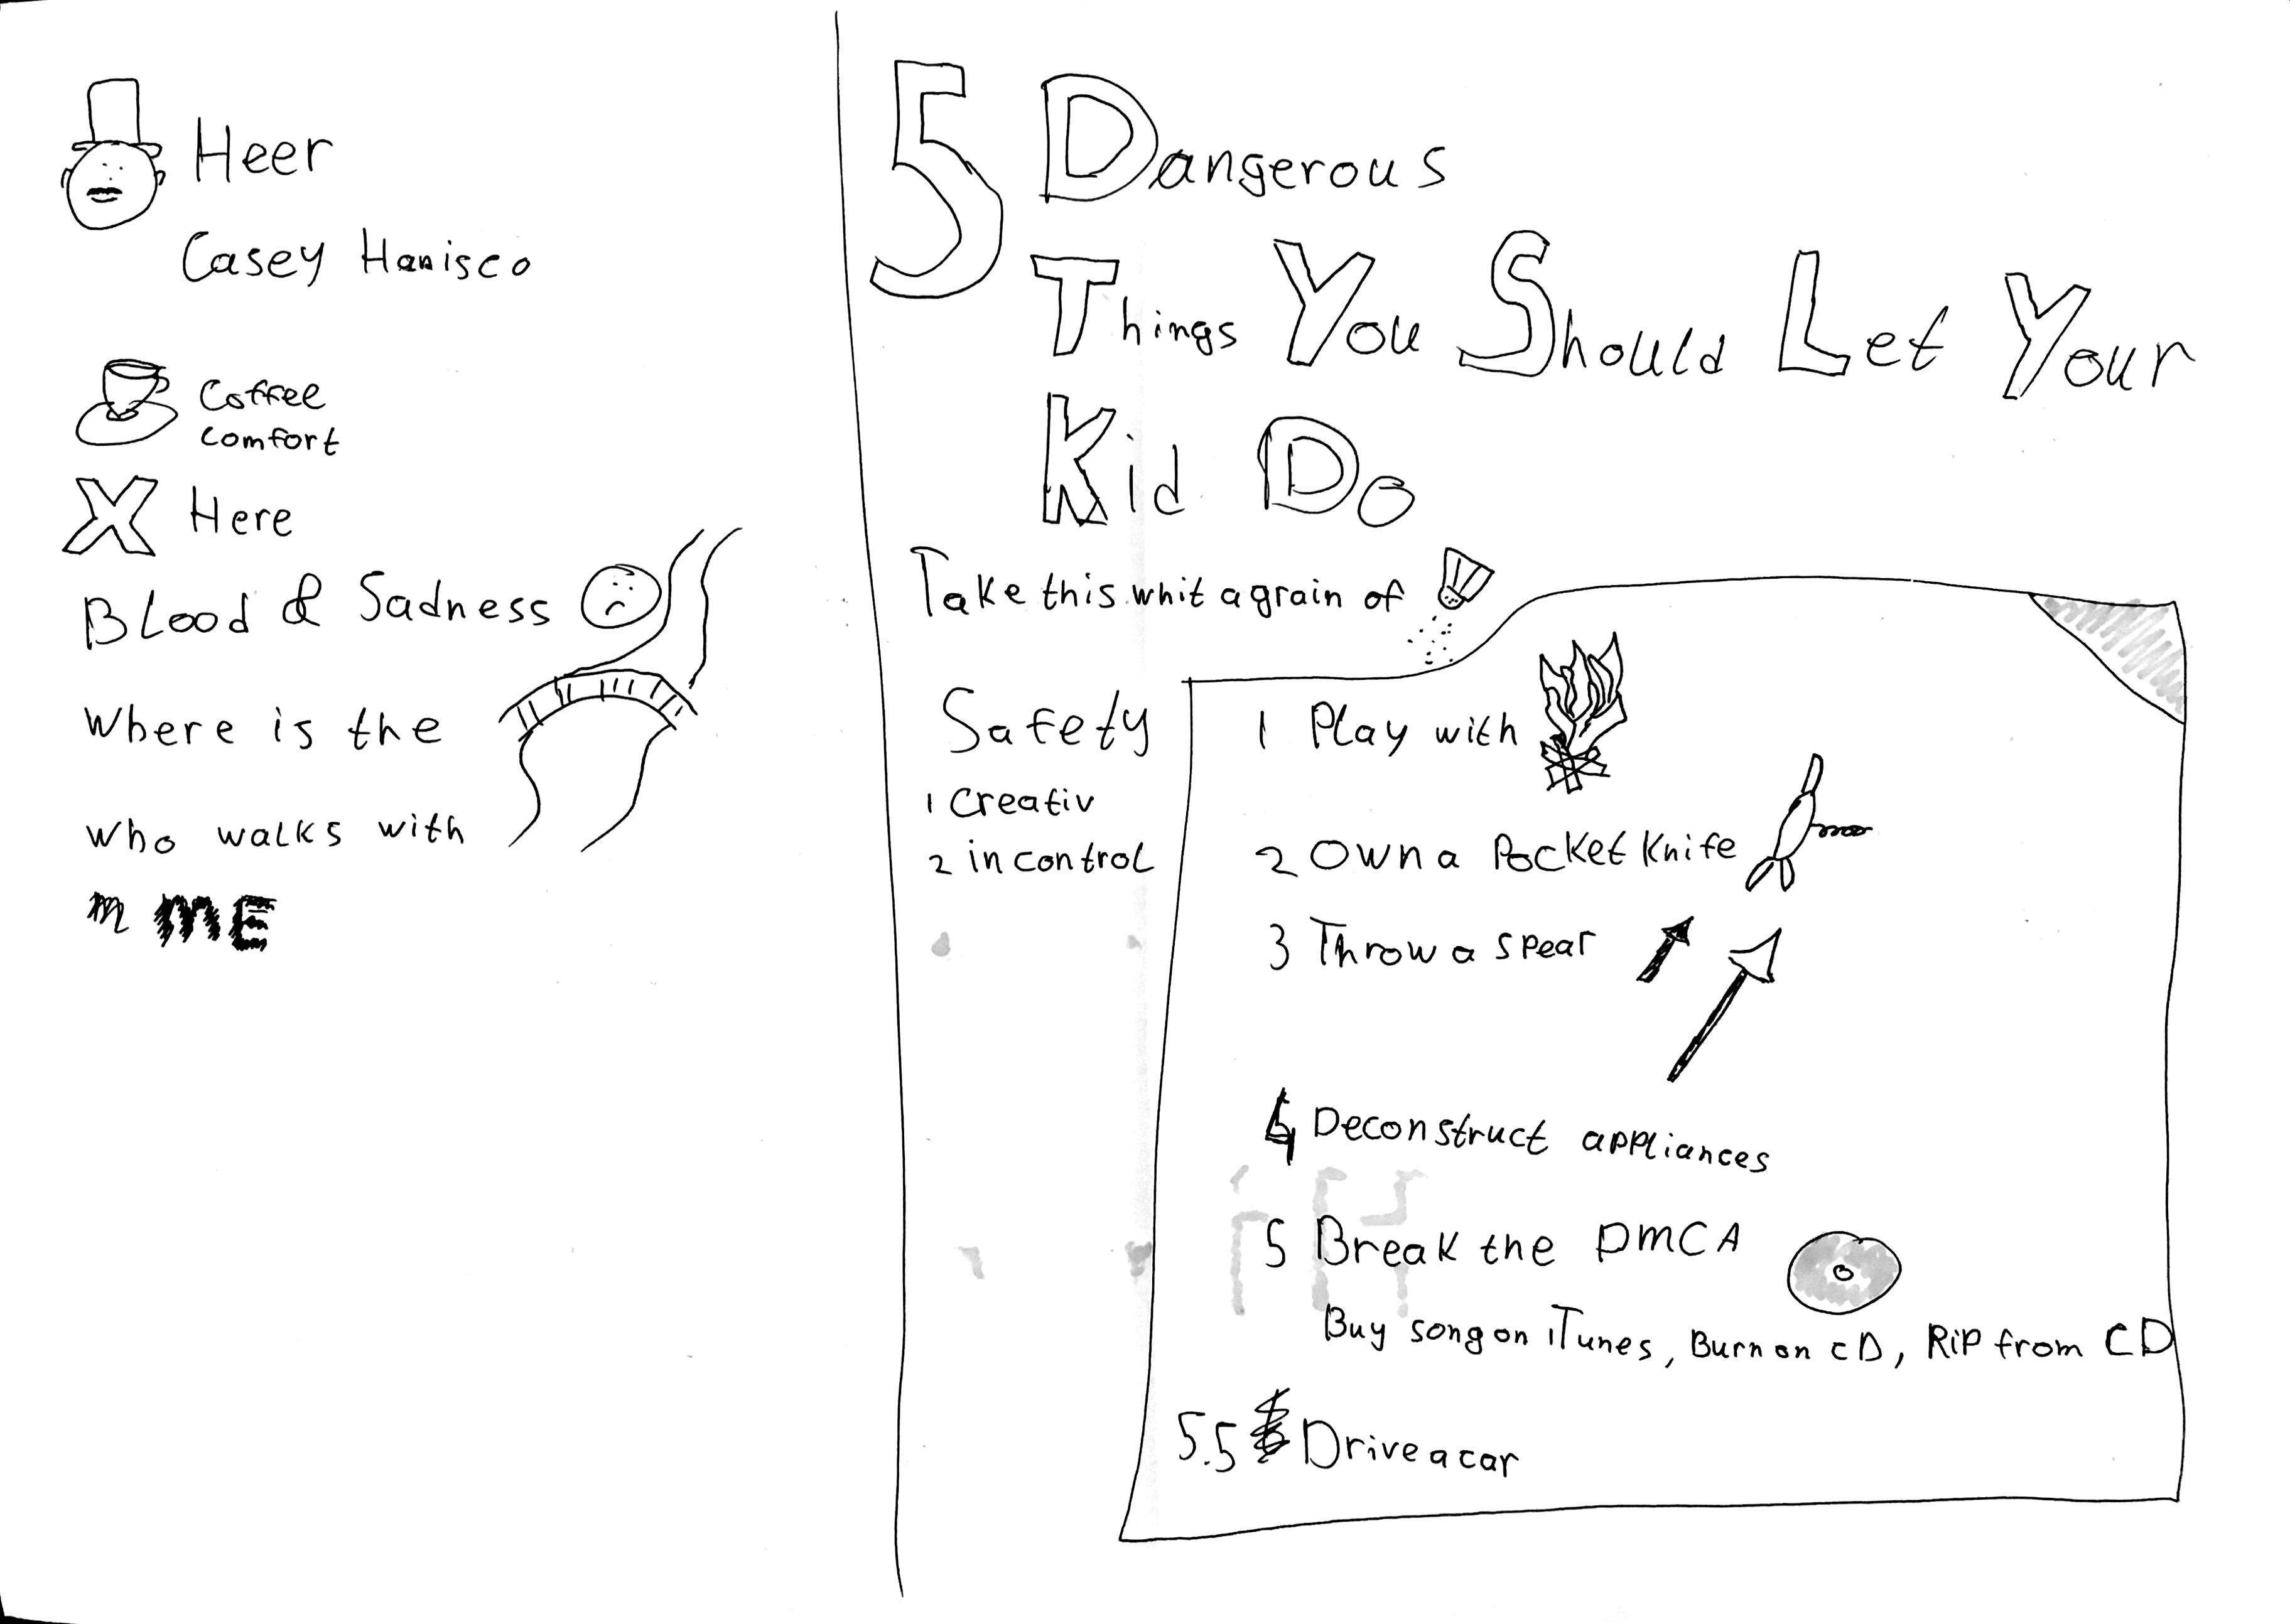 Heer
Casey Hanisco
Coffee
comfort
X Here
Blood & Sadness
Where is the
who walks with
m ME
5 Dangerous
Things You Should Let Your
Kid Do
Take this whit a grain of
Safety
1 Creativ
2 in control
1 Play with
2 Own a Pocket Knife
3 Throw a spear
4 Deconstruct appliances
5 Break the DMCA
Buy song on iTunes, Burn on CD, Rip from CD
5.5 Drive a car